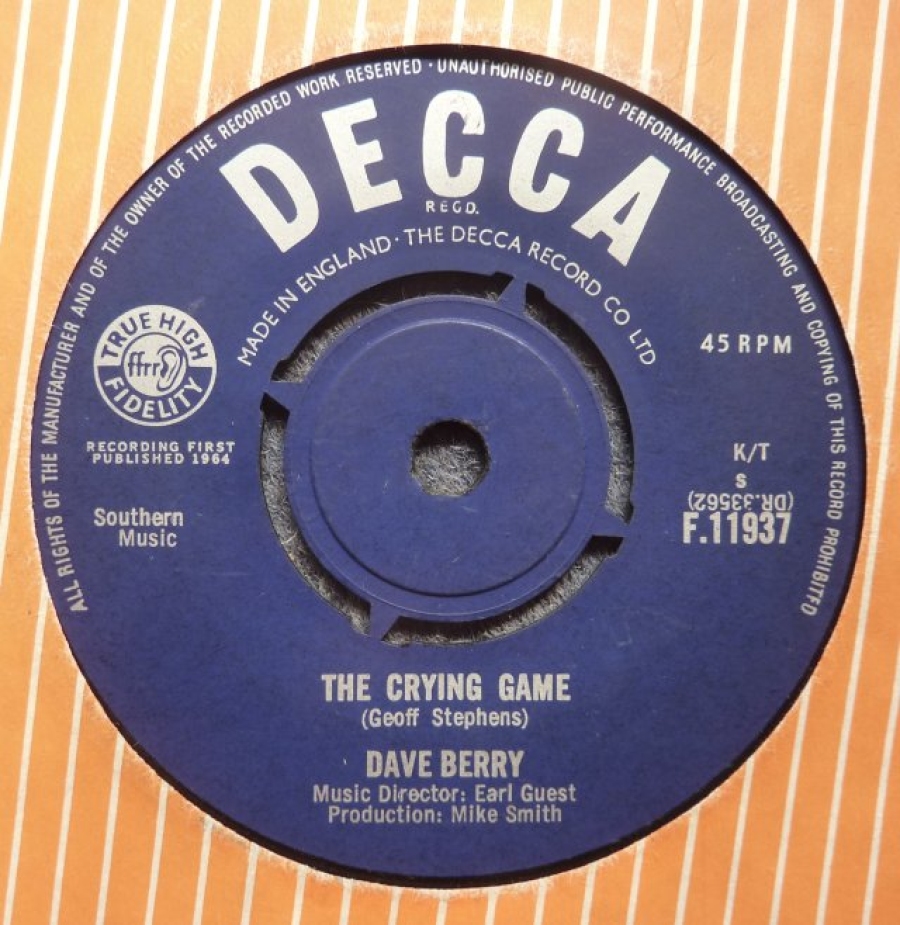 ALL RIGHTS OF THE MANUFACTURER AND OF THE OWNER OF THE RECORDED WORK RESERVED · UNAUTHORISED PUBLIC PERFORMANCE BROADCASTING AND COPYING OF THIS RECORD PROHIBITED
DECCA
REGD.
MADE IN ENGLAND · THE DECCA RECORD CO LTD
TRUE HIGH
ffrr
FIDELITY
RECORDING FIRST
PUBLISHED 1964
Southern
Music
45 RPM
K/T
S
(DR.33562)
F.11937
THE CRYING GAME
(Geoff Stephens)
DAVE BERRY
Music Director: Earl Guest
Production: Mike Smith